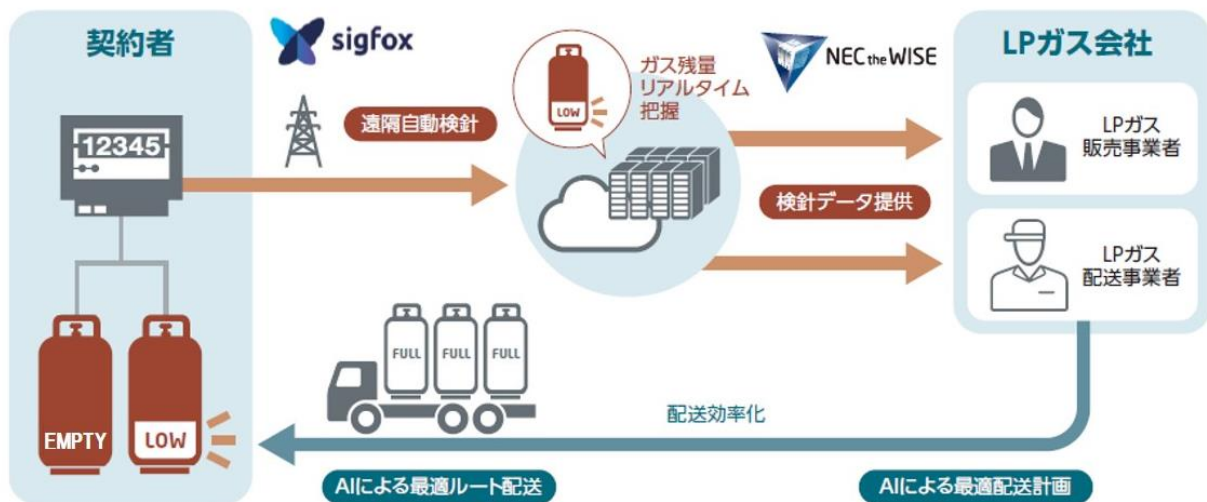 契約者
sigfox
遠隔自動検針
12345
ガス残量
リアルタイム
把握
LOW
NEC the WISE
検針データ提供
LPガス会社
LPガス
販売事業者
LPガス
配送事業者
EMPTY
LOW
FULL
FULL
FULL
配送効率化
AIによる最適ルート配送
AIによる最適配送計画